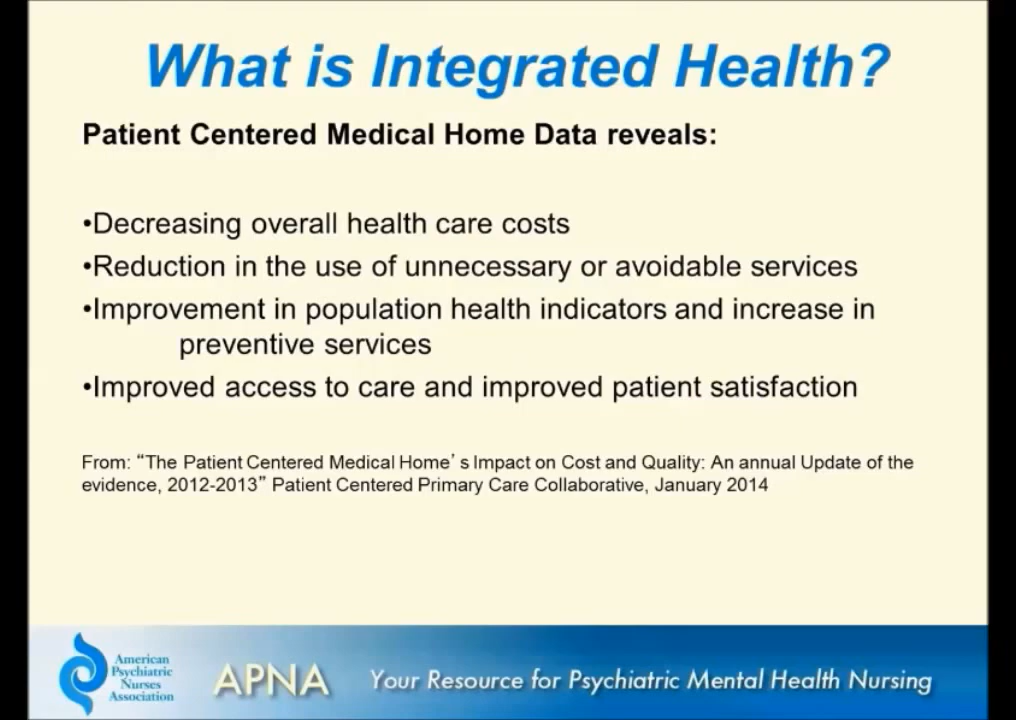 What is Integrated Health?
Patient Centered Medical Home Data reveals:
•Decreasing overall health care costs
•Reduction in the use of unnecessary or avoidable services
•Improvement in population health indicators and increase in
preventive services
•Improved access to care and improved patient satisfaction
From: “The Patient Centered Medical Home’s Impact on Cost and Quality: An annual Update of the
evidence, 2012-2013” Patient Centered Primary Care Collaborative, January 2014
American
Psychiatric
Nurses
Association
APNA
Your Resource for Psychiatric Mental Health Nursing